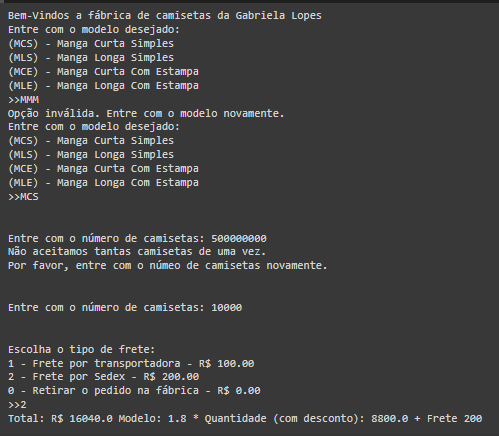 Bem-Vindos a fábrica de camisetas da Gabriela Lopes
Entre com o modelo desejado:
(MCS) - Manga Curta Simples
(MLS) - Manga Longa Simples
(MCE) - Manga Curta Com Estampa
(MLE) - Manga Longa Com Estampa
>>MMM
Opção inválida. Entre com o modelo novamente.
Entre com o modelo desejado:
(MCS) - Manga Curta Simples
(MLS) - Manga Longa Simples
(MCE) - Manga Curta Com Estampa
(MLE) - Manga Longa Com Estampa
>>MCS
Entre com o número de camisetas: 500000000
Não aceitamos tantas camisetas de uma vez.
Por favor, entre com o númeo de camisetas novamente.
Entre com o número de camisetas: 10000
Escolha o tipo de frete:
1 - Frete por transportadora - R$ 100.00
2 - Frete por Sedex - R$ 200.00
0 - Retirar o pedido na fábrica - R$ 0.00
>>2
Total: R$ 16040.0 Modelo: 1.8 * Quantidade (com desconto): 8800.0 + Frete 200